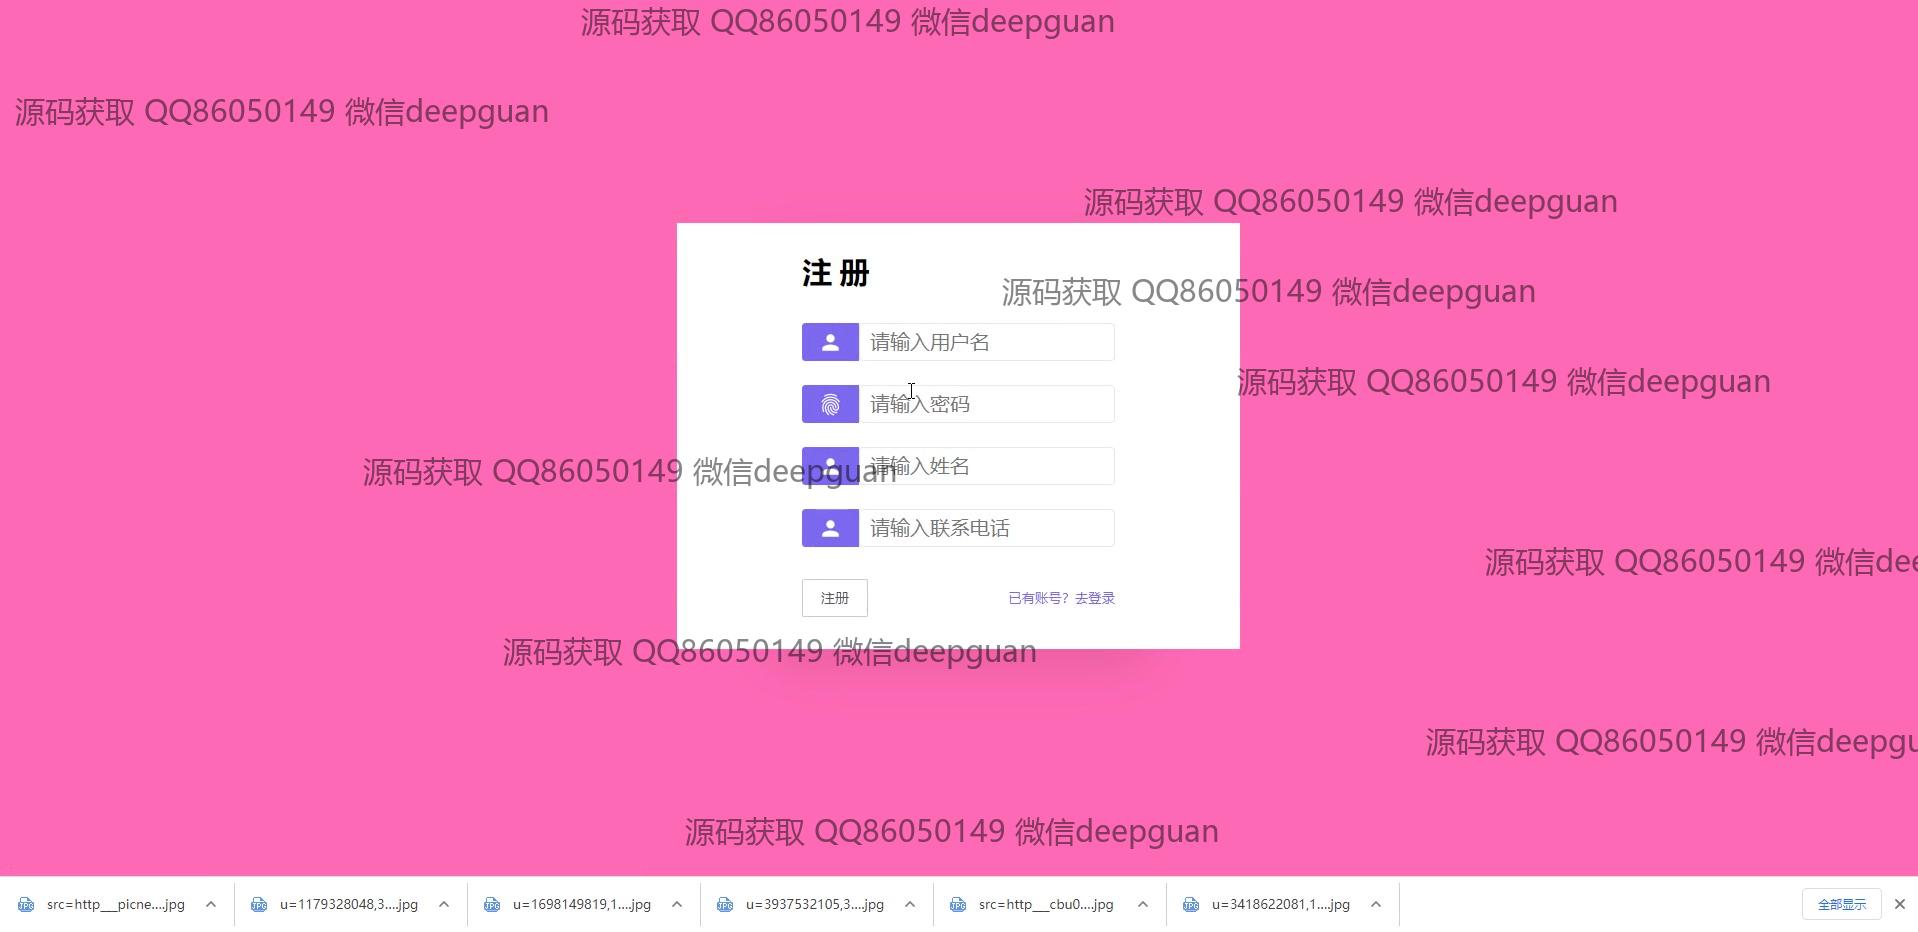 源码获取 QQ86050149 微信deepguan
源码获取 QQ86050149 微信deepguan
源码获取 QQ86050149 微信deepguan
注 册
源码获取 QQ86050149 微信deepguan
请输入用户名
源码获取 QQ86050149 微信deepguan
请输入密码
源码获取 QQ86050149 微信deepguan
请输入姓名
请输入联系电话
源码获取 QQ86050149 微信dee
注册
已有账号？去登录
源码获取 QQ86050149 微信deepguan
源码获取 QQ86050149 微信deepgu
源码获取 QQ86050149 微信deepguan
src=http___picne....jpg
u=1179328048,3....jpg
u=1698149819,1....jpg
u=3937532105,3....jpg
src=http___cbu0....jpg
u=3418622081,1....jpg
全部显示